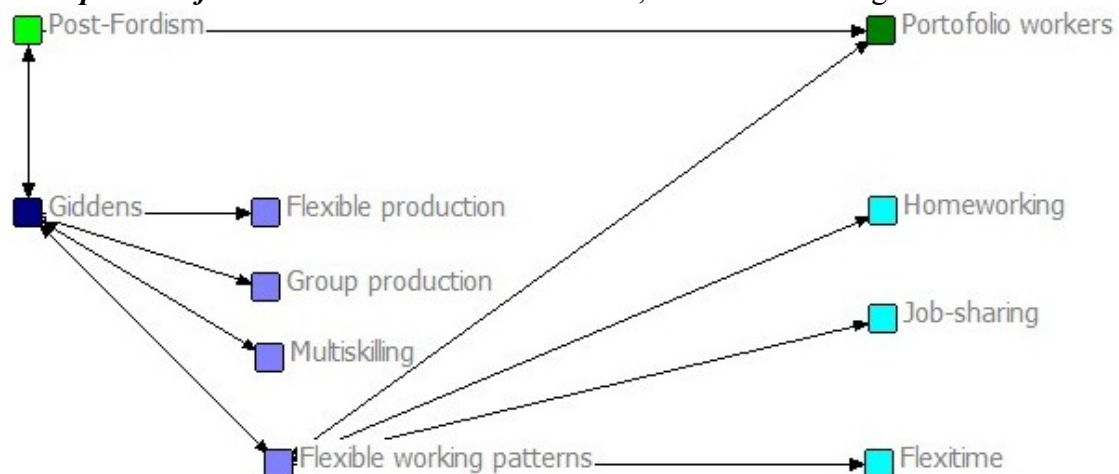 Post-Fordism
Portofolio workers
Giddens
Flexible production
Homeworking
Group production
Job-sharing
Multiskilling
Flexible working patterns
Flexitime